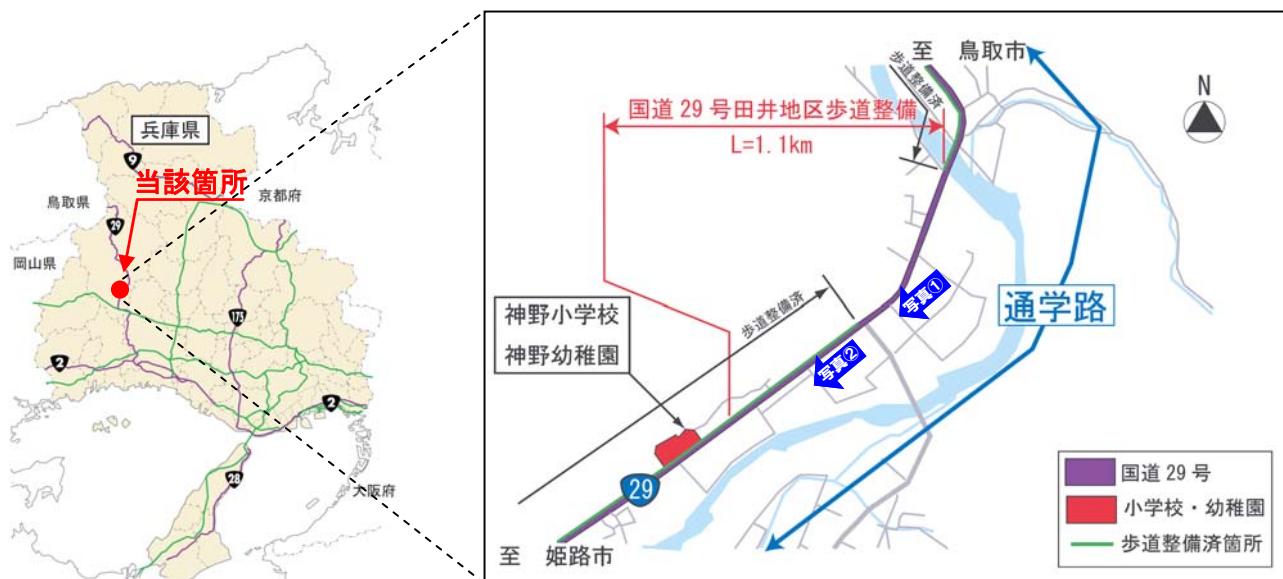 兵庫県
9
当該箇所
鳥取県
京都府
29
岡山県
173
2
2
28
大阪府
至 鳥取市
歩道整備済
国道29号田井地区歩道整備
L=1.1km
N
写真①
通学路
歩道整備済
神野小学校
神野幼稚園
写真②
29
至 姫路市
国道29号
小学校・幼稚園
歩道整備済箇所